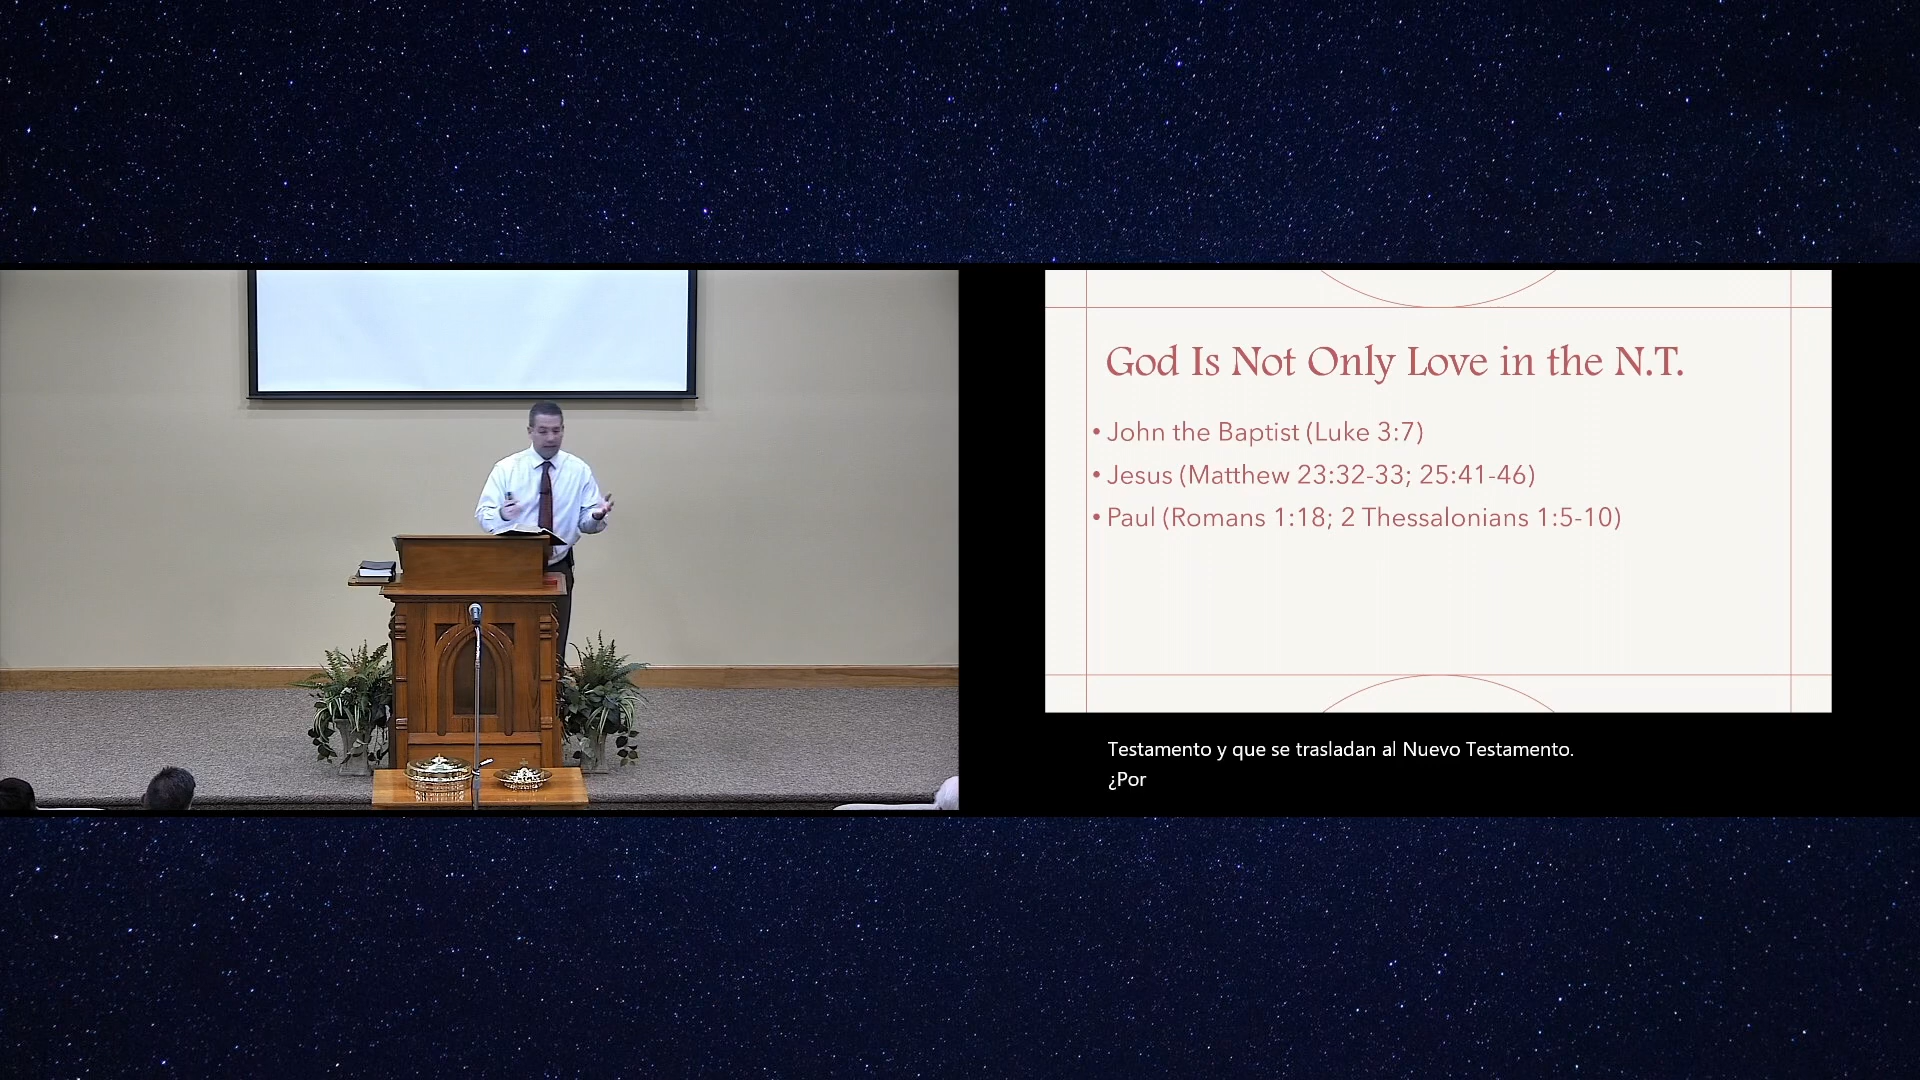 God Is Not Only Love in the N.T.
• John the Baptist (Luke 3:7)
• Jesus (Matthew 23:32-33; 25:41-46)
• Paul (Romans 1:18; 2 Thessalonians 1:5-10)
Testamento y que se trasladan al Nuevo Testamento.
¿Por